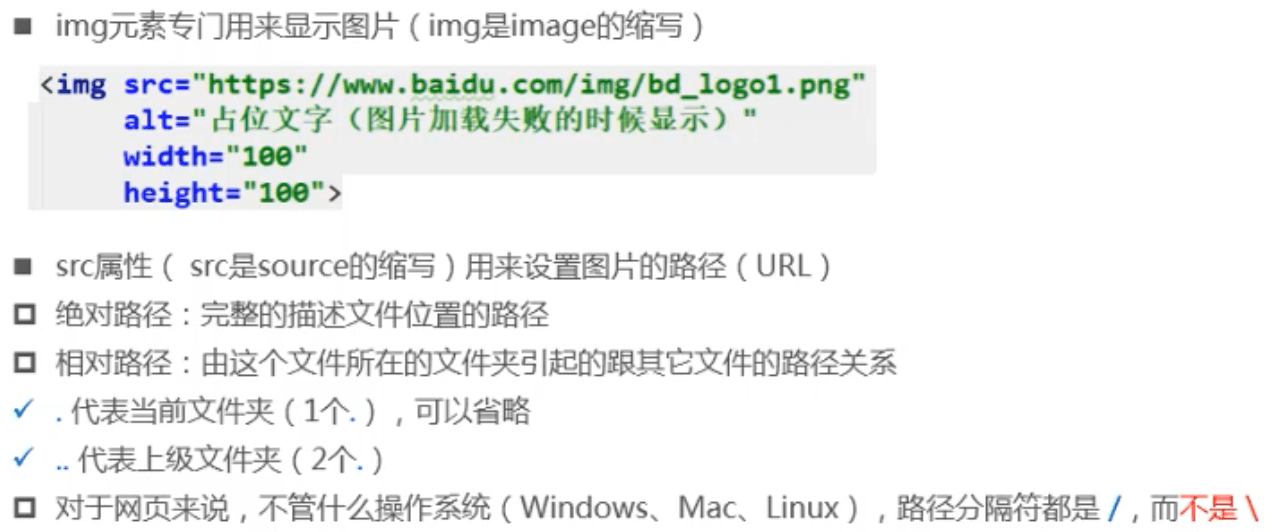 img元素专门用来显示图片（img是image的缩写）
<img src="https://www.baidu.com/img/bd_logo1.png"
alt="占位文字（图片加载失败的时候显示）"
width="100"
height="100">
src属性（ src是source的缩写）用来设置图片的路径（URL）
绝对路径：完整的描述文件位置的路径
相对路径：由这个文件所在的文件夹引起的跟其它文件的路径关系
. 代表当前文件夹（1个.），可以省略
.. 代表上级文件夹（2个.）
对于网页来说，不管什么操作系统（Windows、Mac、Linux），路径分隔符都是 /，而不是 \